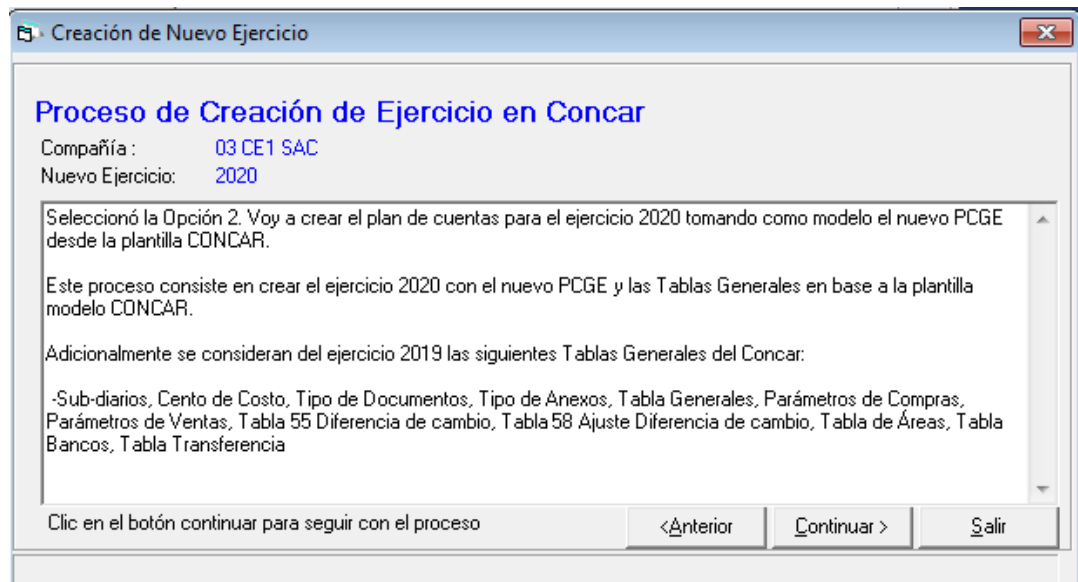 Creación de Nuevo Ejercicio
Proceso de Creación de Ejercicio en Concar
Compañía : 03 CE1 SAC
Nuevo Ejercicio: 2020
Seleccionó la Opción 2. Voy a crear el plan de cuentas para el ejercicio 2020 tomando como modelo el nuevo PCGE
desde la plantilla CONCAR.
Este proceso consiste en crear el ejercicio 2020 con el nuevo PCGE y las Tablas Generales en base a la plantilla
modelo CONCAR.
Adicionalmente se consideran del ejercicio 2019 las siguientes Tablas Generales del Concar:
-Sub-diarios, Cento de Costo, Tipo de Documentos, Tipo de Anexos, Tabla Generales, Parámetros de Compras,
Parámetros de Ventas, Tabla 55 Diferencia de cambio, Tabla 58 Ajuste Diferencia de cambio, Tabla de Áreas, Tabla
Bancos, Tabla Transferencia
Clic en el botón continuar para seguir con el proceso
<Anterior
Continuar >
Salir